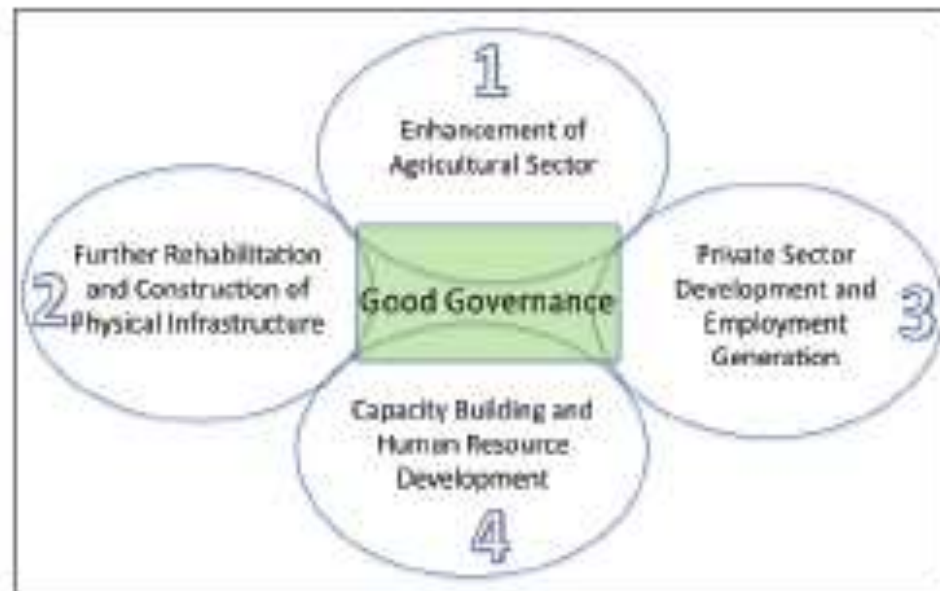 1
Enhancement of
Agricultural Sector
2
Further Rehabilitation
and Construction of
Physical Infrastructure
Good Governance
3
Private Sector
Development and
Employment
Generation
Capacity Building and
Human Resource
Development
4